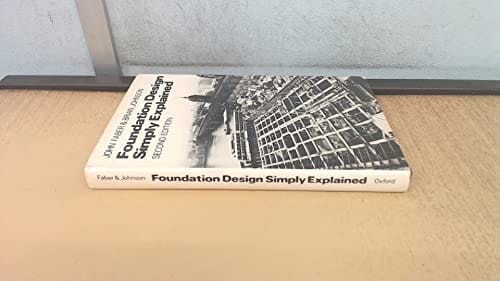 JOHN FABER & BRIAN JOHNSON
Foundation Design
Simply Explained
SECOND EDITION
Faber & Johnson Foundation Design Simply Explained Oxford